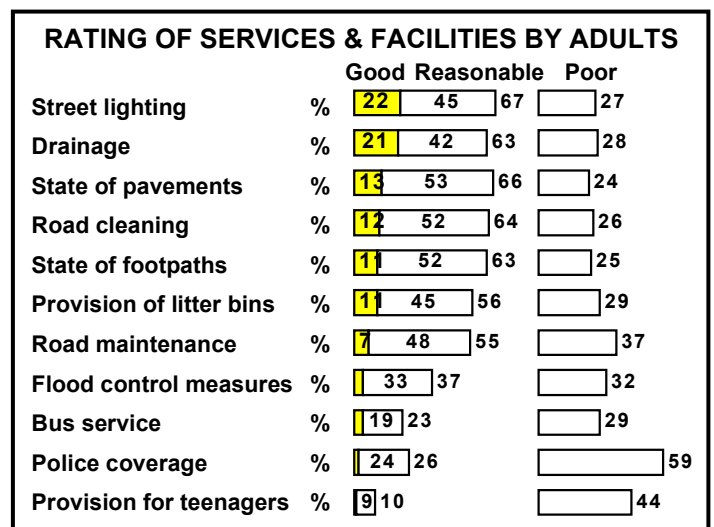 RATING OF SERVICES & FACILITIES BY ADULTS
Good Reasonable Poor
Street lighting % 22 45 67 27
Drainage % 21 42 63 28
State of pavements % 13 53 66 24
Road cleaning % 12 52 64 26
State of footpaths % 11 52 63 25
Provision of litter bins % 11 45 56 29
Road maintenance % 7 48 55 37
Flood control measures % 33 37 32
Bus service % 19 23 29
Police coverage % 24 26 59
Provision for teenagers % 9 10 44